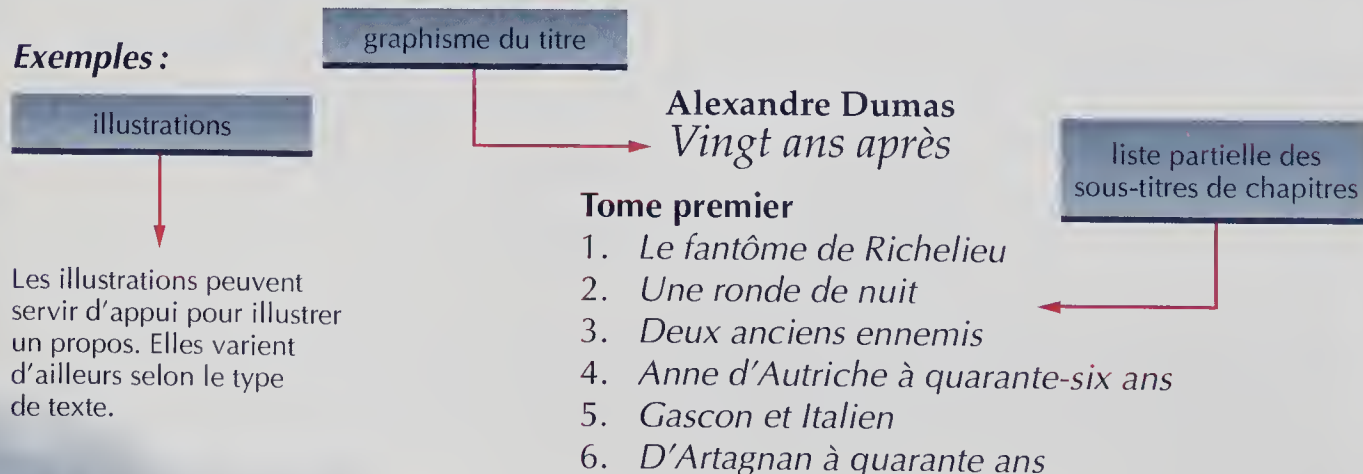 Exemples :
graphisme du titre
illustrations
Alexandre Dumas
Vingt ans après
liste partielle des
sous-titres de chapitres
Tome premier
1. Le fantôme de Richelieu
2. Une ronde de nuit
3. Deux anciens ennemis
4. Anne d'Autriche à quarante-six ans
5. Gascon et Italien
6. D'Artagnan à quarante ans
Les illustrations peuvent
servir d'appui pour illustrer
un propos. Elles varient
d'ailleurs selon le type
de texte.